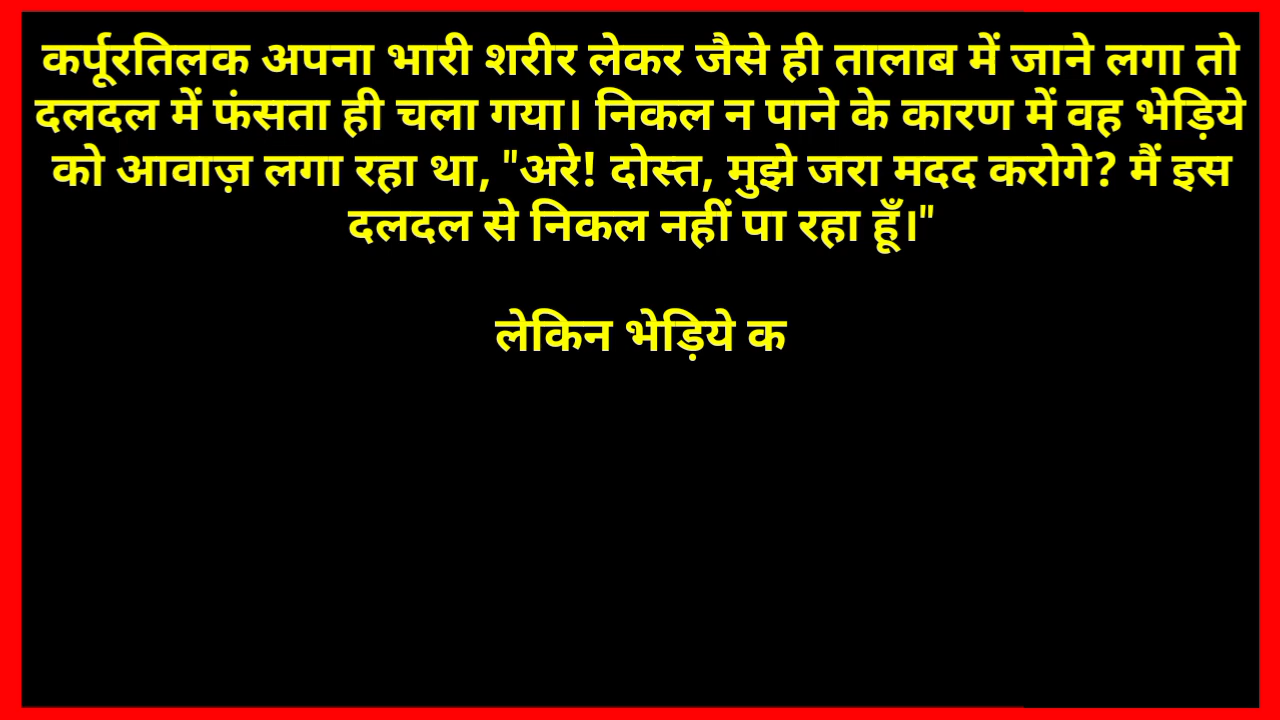 कर्पूरतिलक अपना भारी शरीर लेकर जैसे ही तालाब में जाने लगा तो
दलदल में फंसता ही चला गया। निकल न पाने के कारण में वह भेड़िये
को आवाज़ लगा रहा था, "अरे! दोस्त, मुझे जरा मदद करोगे? मैं इस
दलदल से निकल नहीं पा रहा हूँ।"
लेकिन भेड़िये क